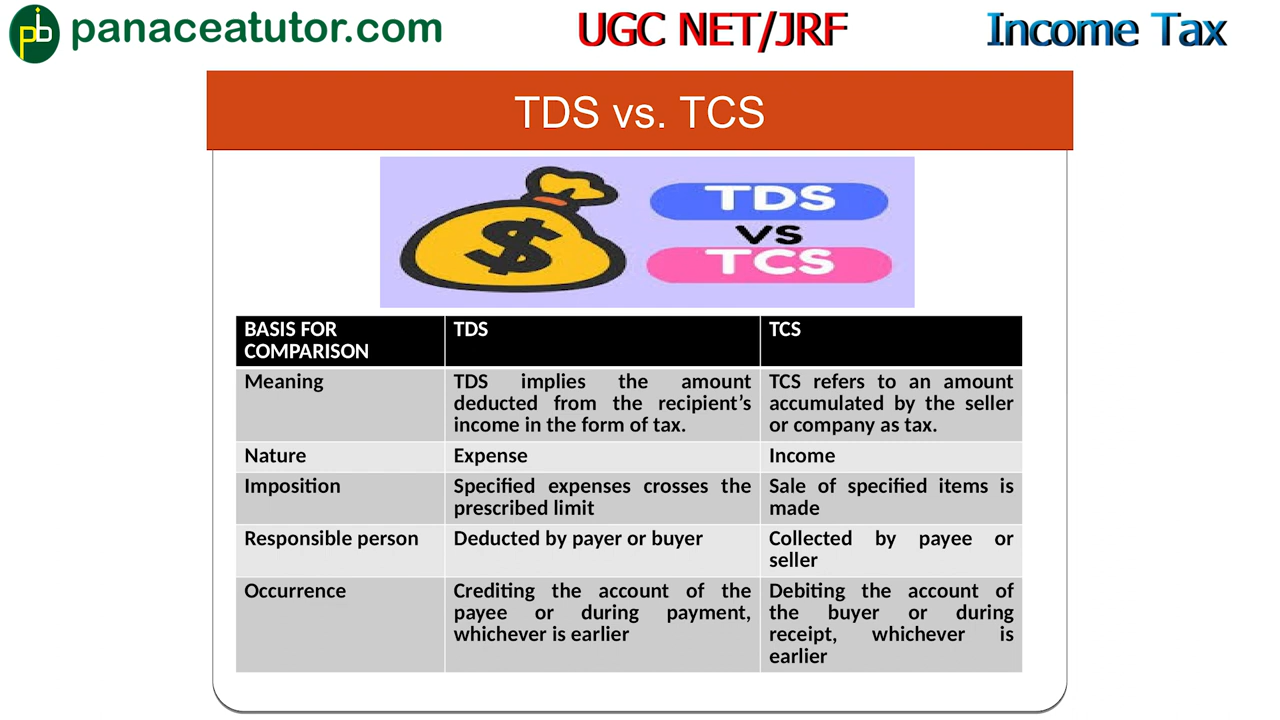 panaceatutor.com
UGC NET/JRF
Income Tax
TDS vs. TCS
$
TDS
VS
TCS
BASIS FOR
COMPARISON
TDS
TCS
Meaning
TDS implies the amount
deducted from the recipient’s
income in the form of tax.
TCS refers to an amount
accumulated by the seller
or company as tax.
Nature
Expense
Income
Imposition
Specified expenses crosses the
prescribed limit
Sale of specified items is
made
Responsible person
Deducted by payer or buyer
Collected by payee or
seller
Occurrence
Crediting the account of the
payee or during payment,
whichever is earlier
Debiting the account of
the buyer or during
receipt, whichever is
earlier